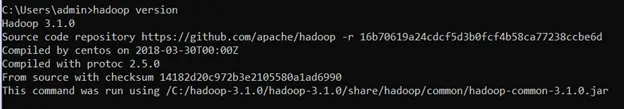 C:\Users\admin>hadoop version
Hadoop 3.1.0
Source code repository https://github.com/apache/hadoop -r 16b70619a24cdcf5d3b0fcf4b58ca77238ccbe6d
Compiled by centos on 2018-03-30T00:00Z
Compiled with protoc 2.5.0
From source with checksum 14182d20c972b3e2105580a1ad6990
This command was run using /C:/hadoop-3.1.0/hadoop-3.1.0/share/hadoop/common/hadoop-common-3.1.0.jar